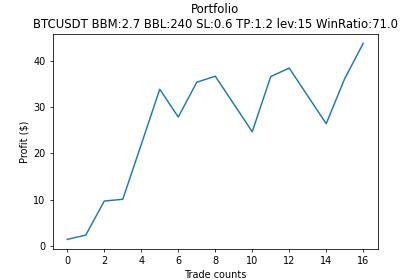 Portfolio
BTCUSDT BBM:2.7 BBL:240 SL:0.6 TP:1.2 lev:15 WinRatio:71.0
40
30
20
10
0
Profit ($)
0 2 4 6 8 10 12 14 16
Trade counts